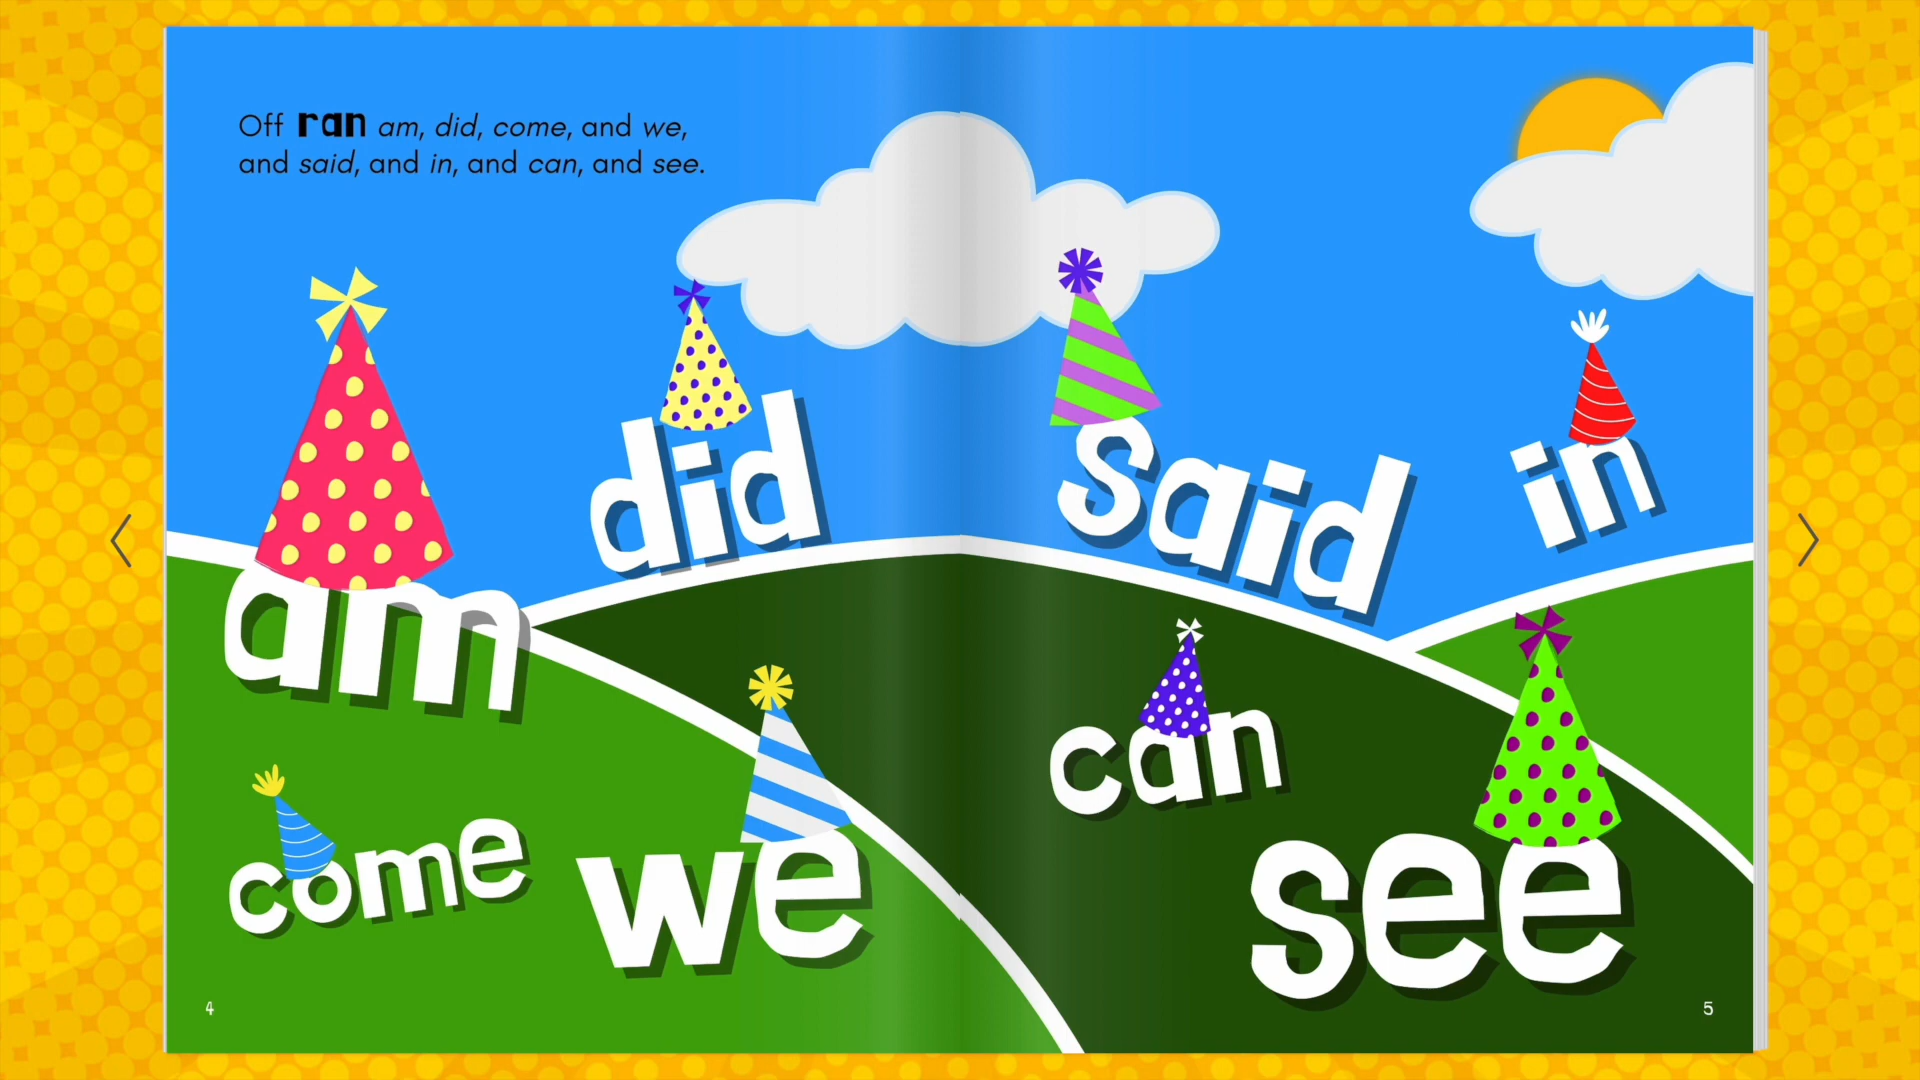 Off ran am, did, come, and we,
and said, and in, and can, and see.
did
said
in
am
can
come
we
see
4
5